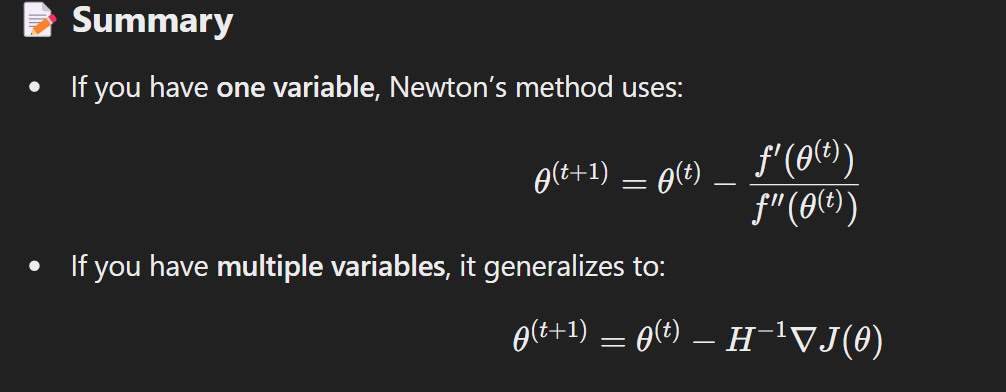 📝 Summary
• If you have one variable, Newton’s method uses:
θ^{(t+1)} = θ^{(t)} − \frac{f′(θ^{(t)})}{f″(θ^{(t)})}
• If you have multiple variables, it generalizes to:
θ^{(t+1)} = θ^{(t)} − H^{−1}∇J(θ)